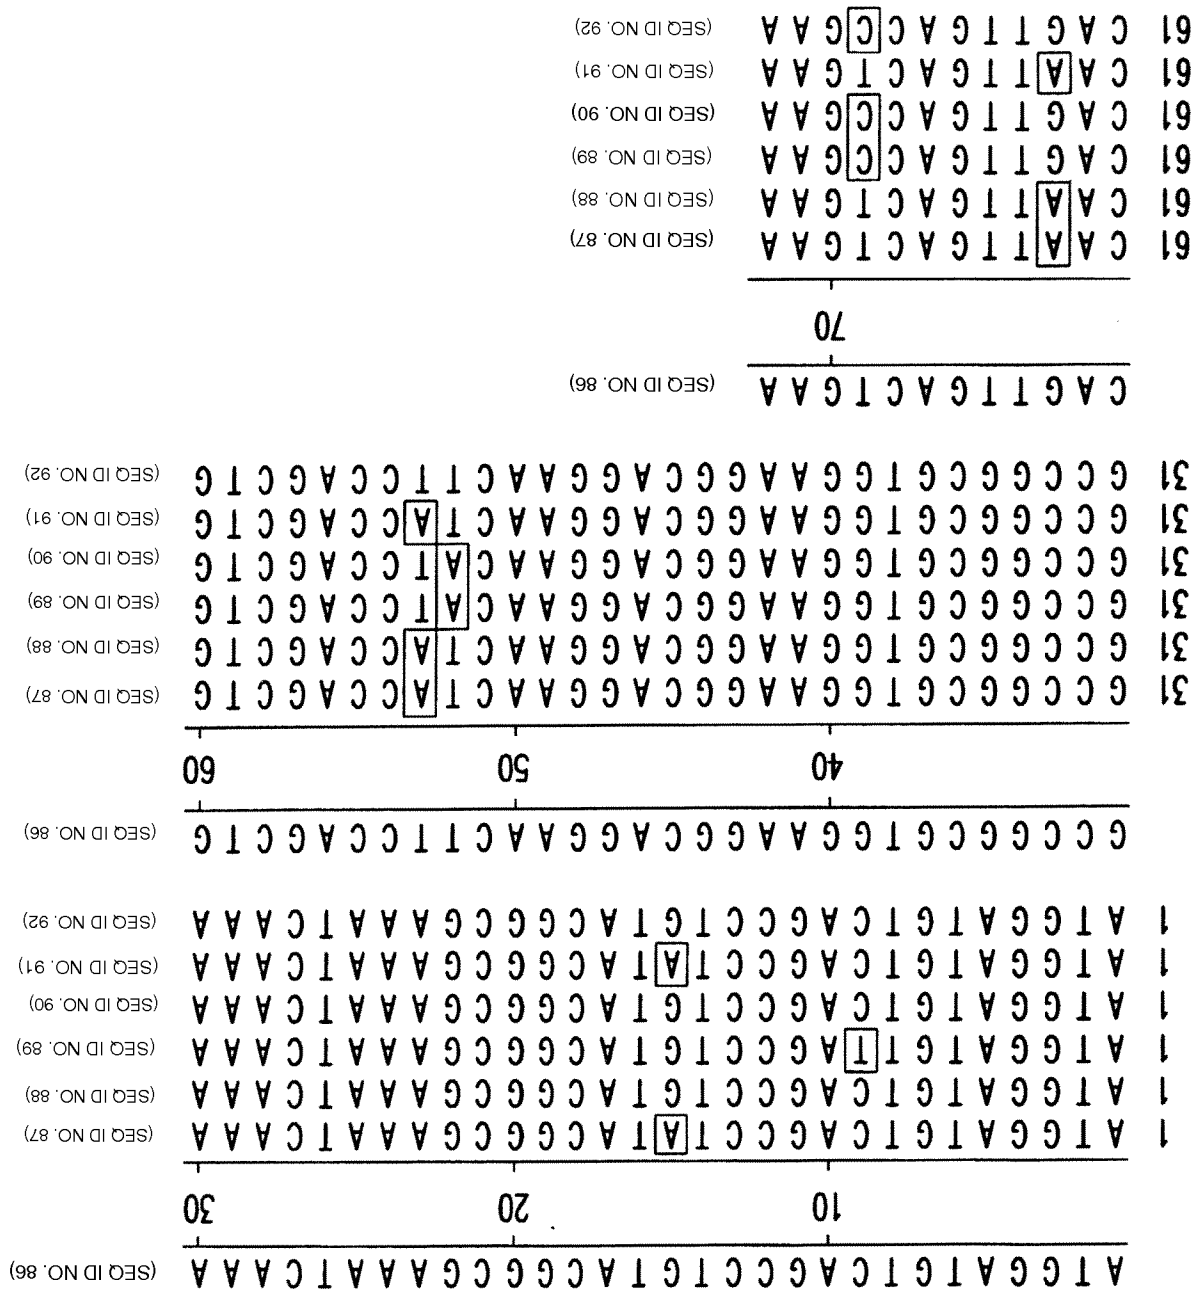 A T G G A T G T C A G C C T G T A C G G C G A A A T C A A A (SEQ ID NO. 86)
10 20 30
1 A T G G A T G T C A G C C T A T A C G G C G A A A T C A A A (SEQ ID NO. 87)
1 A T G G A T G T C A G C C T G T A C G G C G A A A T C A A A (SEQ ID NO. 88)
1 A T G G A T G T T A G C C T G T A C G G C G A A A T C A A A (SEQ ID NO. 89)
1 A T G G A T G T C A G C C T G T A C G G C G A A A T C A A A (SEQ ID NO. 90)
1 A T G G A T G T C A G C C T A T A C G G C G A A A T C A A A (SEQ ID NO. 91)
1 A T G G A T G T C A G C C T G T A C G G C G A A A T C A A A (SEQ ID NO. 92)
G C C G G C G T G G A A G G C A G G A A C T T C C A G C T G (SEQ ID NO. 86)
40 50 60
31 G C C G G C G T G G A A G G C A G G A A C T A C C A G C T G (SEQ ID NO. 87)
31 G C C G G C G T G G A A G G C A G G A A C T A C C A G C T G (SEQ ID NO. 88)
31 G C C G G C G T G G A A G G C A G G A A C A T C C A G C T G (SEQ ID NO. 89)
31 G C C G G C G T G G A A G G C A G G A A C A T C C A G C T G (SEQ ID NO. 90)
31 G C C G G C G T G G A A G G C A G G A A C T A C C A G C T G (SEQ ID NO. 91)
31 G C C G G C G T G G A A G G C A G G A A C T T C C A G C T G (SEQ ID NO. 92)
C A G T T G A C T G A A (SEQ ID NO. 86)
70
61 C A A T T G A C T G A A (SEQ ID NO. 87)
61 C A A T T G A C T G A A (SEQ ID NO. 88)
61 C A G T T G A C C G A A (SEQ ID NO. 89)
61 C A G T T G A C C G A A (SEQ ID NO. 90)
61 C A A T T G A C T G A A (SEQ ID NO. 91)
61 C A G T T G A C C G A A (SEQ ID NO. 92)